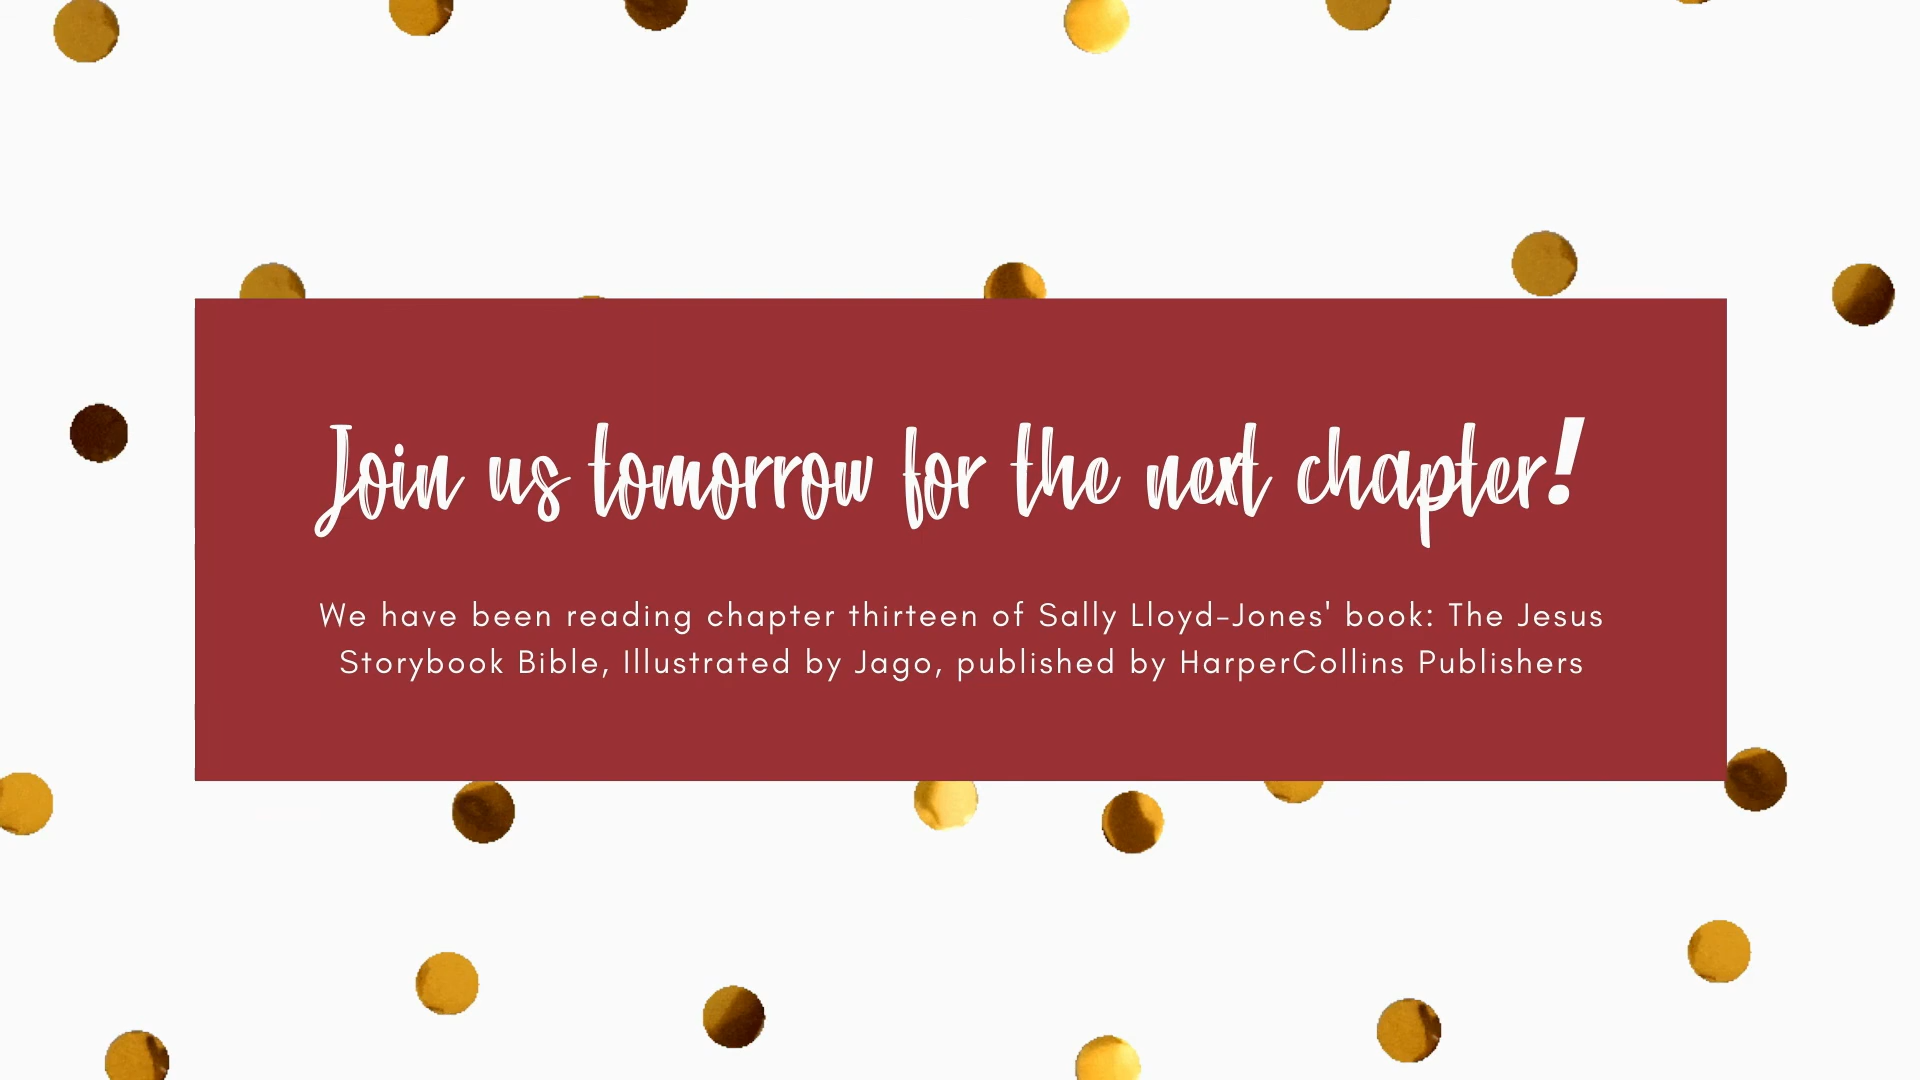 Join us tomorrow for the next chapter!
We have been reading chapter thirteen of Sally Lloyd-Jones' book: The Jesus
Storybook Bible, Illustrated by Jago, published by HarperCollins Publishers